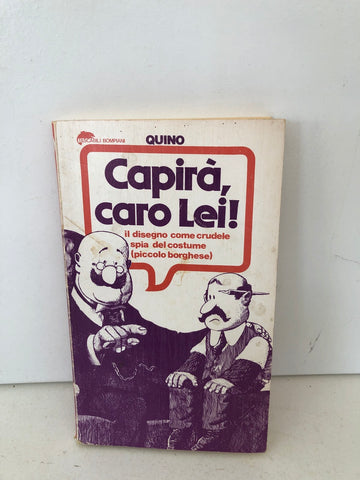 TASCABILI BOMPIANI
QUINO
Capirà,
caro Lei!
il disegno come crudele
spia del costume
(piccolo borghese)